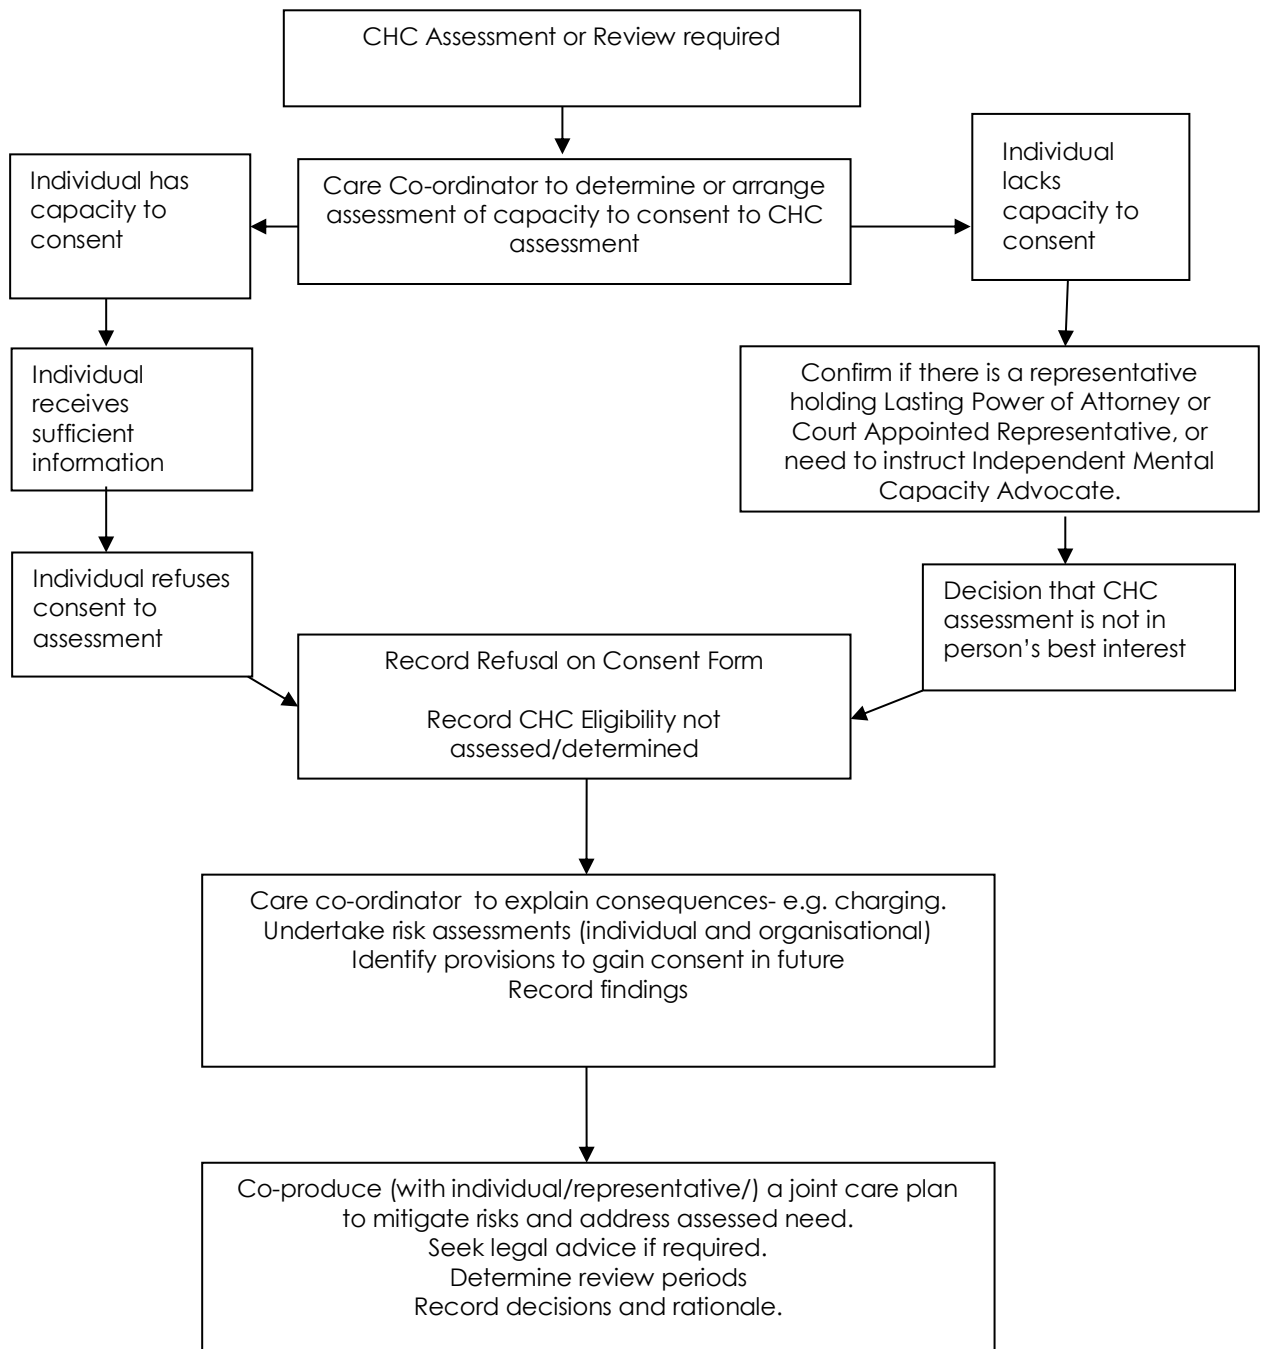 CHC Assessment or Review required
Individual has
capacity to
consent
Care Co-ordinator to determine or arrange
assessment of capacity to consent to CHC
assessment
Individual
lacks
capacity to
consent
Individual
receives
sufficient
information
Confirm if there is a representative
holding Lasting Power of Attorney or
Court Appointed Representative, or
need to instruct Independent Mental
Capacity Advocate.
Individual refuses
consent to
assessment
Decision that CHC
assessment is not in
person’s best interest
Record Refusal on Consent Form
Record CHC Eligibility not
assessed/determined
Care co-ordinator to explain consequences- e.g. charging.
Undertake risk assessments (individual and organisational)
Identify provisions to gain consent in future
Record findings
Co-produce (with individual/representative/) a joint care plan
to mitigate risks and address assessed need.
Seek legal advice if required.
Determine review periods
Record decisions and rationale.